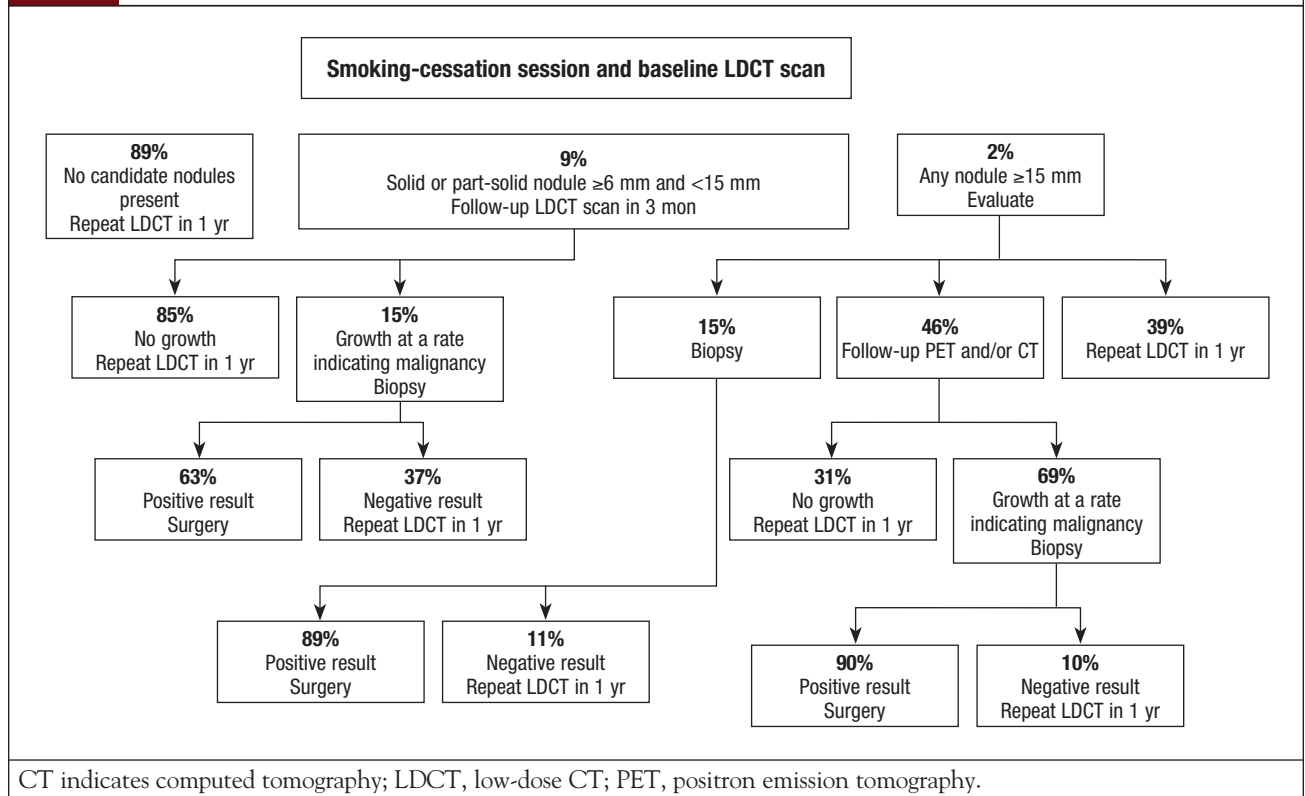 Smoking-cessation session and baseline LDCT scan
89%
No candidate nodules
present
Repeat LDCT in 1 yr
9%
Solid or part-solid nodule ≥6 mm and <15 mm
Follow-up LDCT scan in 3 mon
2%
Any nodule ≥15 mm
Evaluate
85%
No growth
Repeat LDCT in 1 yr
15%
Growth at a rate
indicating malignancy
Biopsy
15%
Biopsy
46%
Follow-up PET and/or CT
39%
Repeat LDCT in 1 yr
63%
Positive result
Surgery
37%
Negative result
Repeat LDCT in 1 yr
31%
No growth
Repeat LDCT in 1 yr
69%
Growth at a rate
indicating malignancy
Biopsy
89%
Positive result
Surgery
11%
Negative result
Repeat LDCT in 1 yr
90%
Positive result
Surgery
10%
Negative result
Repeat LDCT in 1 yr
CT indicates computed tomography; LDCT, low-dose CT; PET, positron emission tomography.